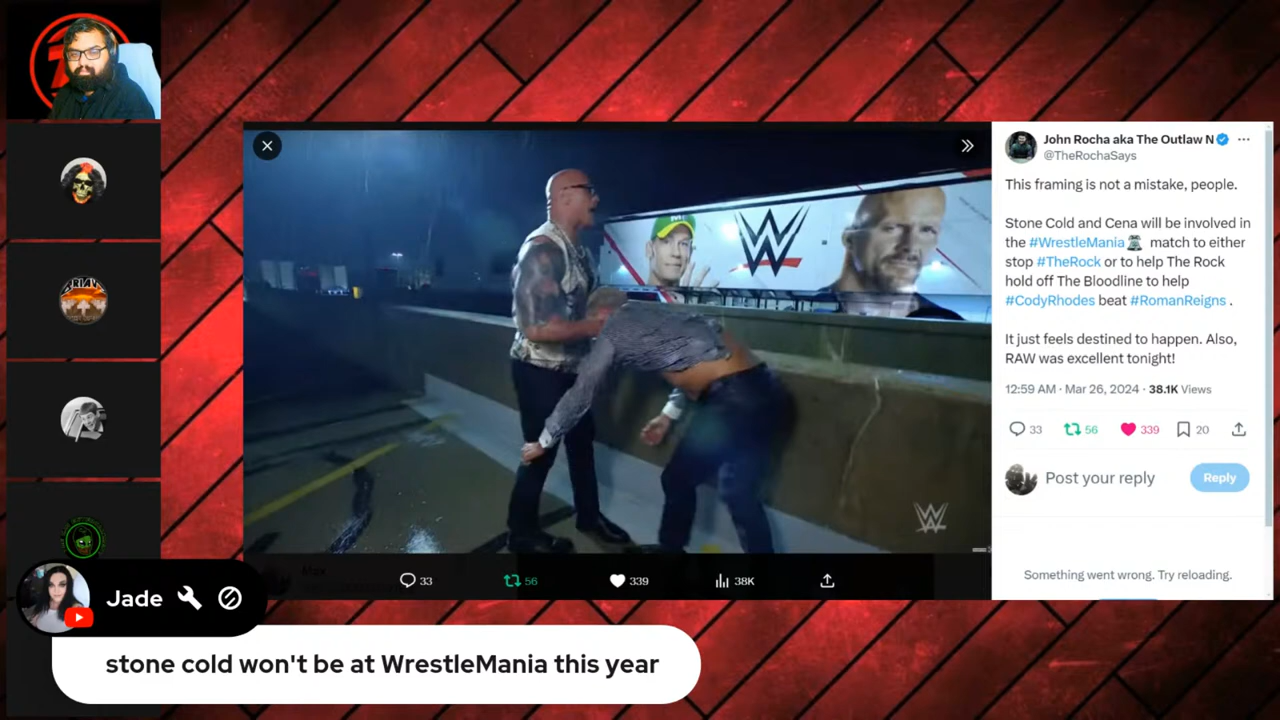 John Rocha aka The Outlaw N
@TheRochaSays
This framing is not a mistake, people.
Stone Cold and Cena will be involved in
the #WrestleMania match to either
stop #TheRock or to help The Rock
hold off The Bloodline to help
#CodyRhodes beat #RomanReigns .
It just feels destined to happen. Also,
RAW was excellent tonight!
12:59 AM · Mar 26, 2024 · 38.1K Views
33 56 339 20
Post your reply
Reply
Something went wrong. Try reloading.
33 56 339 38K
Jade
stone cold won't be at WrestleMania this year